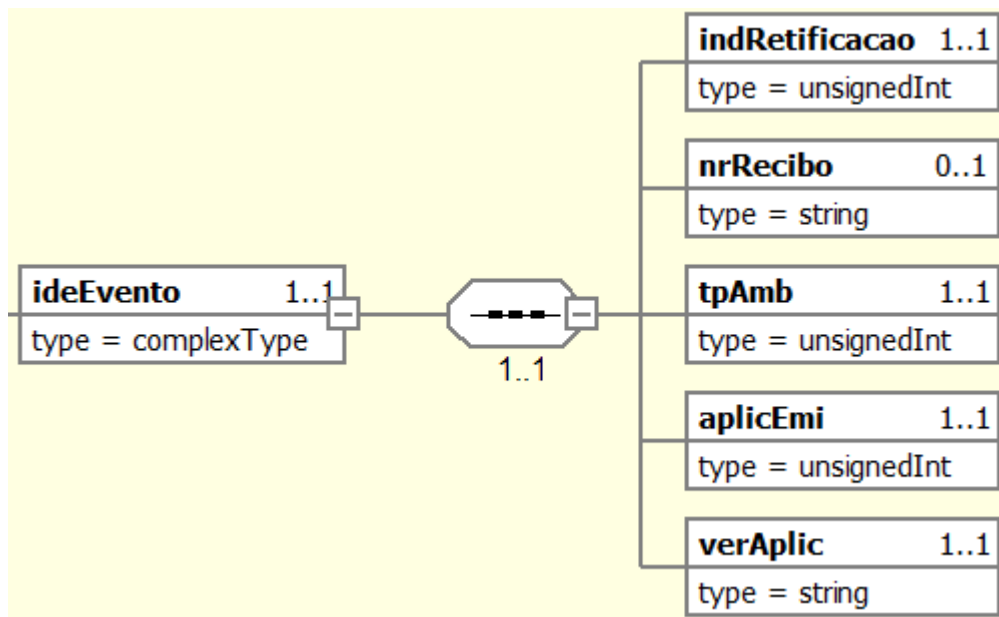 indRetificacao 1..1
type = unsignedInt
nrRecibo 0..1
type = string
ideEvento 1..1
type = complexType
1..1
tpAmb 1..1
type = unsignedInt
aplicEmi 1..1
type = unsignedInt
verAplic 1..1
type = string